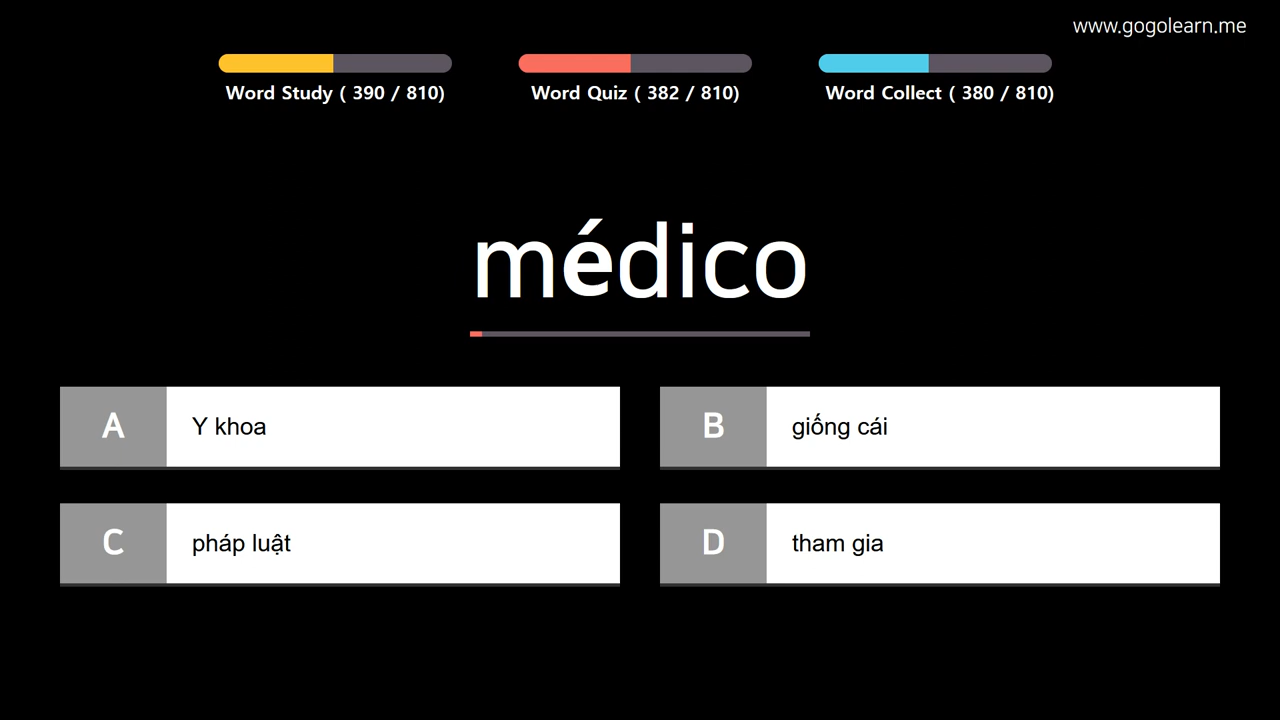 www.gogolearn.me
Word Study ( 390 / 810)
Word Quiz ( 382 / 810)
Word Collect ( 380 / 810)
médico
A
Y khoa
B
giống cái
C
pháp luật
D
tham gia